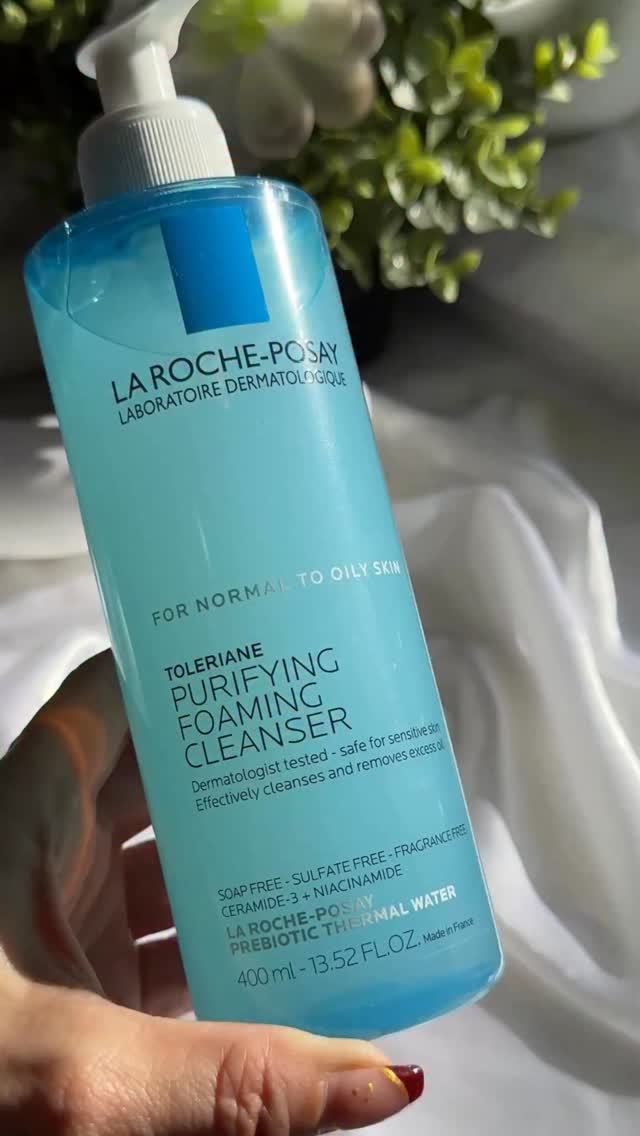 LA ROCHE-POSAY
LABORATOIRE DERMATOLOGIQUE
FOR NORMAL TO OILY SKIN
TOLERIANE
PURIFYING
FOAMING
CLEANSER
Dermatologist tested - safe for sensitive skin
Effectively cleanses and removes excess oil
SOAP FREE - SULFATE FREE - FRAGRANCE FREE
CERAMIDE-3 + NIACINAMIDE
LA ROCHE-POSAY
PREBIOTIC THERMAL WATER
400 ml - 13.52 FL.OZ. Made in France